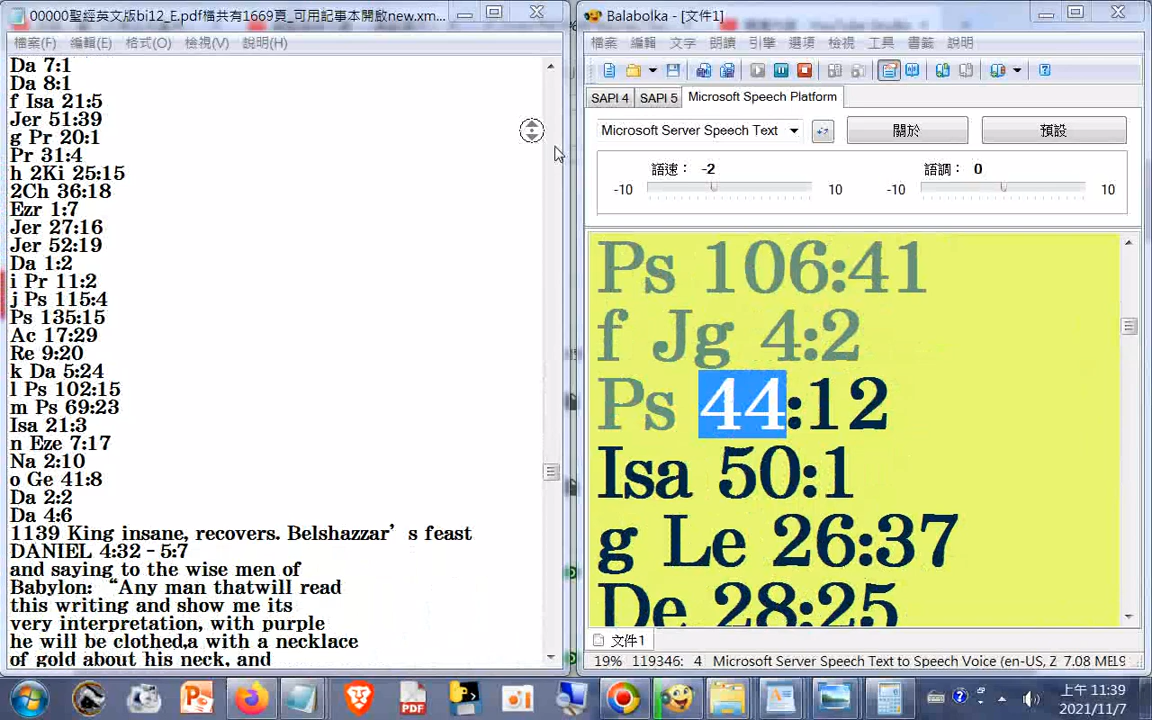 00000聖經英文版bi12_E.pdf檔共有1669頁_可用記事本開啟new.xm...
檔案(F) 編輯(E) 格式(O) 檢視(V) 說明(H)
Da 7:1
Da 8:1
f Isa 21:5
Jer 51:39
g Pr 20:1
Pr 31:4
h 2Ki 25:15
2Ch 36:18
Ezr 1:7
Jer 27:16
Jer 52:19
Da 1:2
i Pr 11:2
j Ps 115:4
Ps 135:15
Ac 17:29
Re 9:20
k Da 5:24
l Ps 102:15
m Ps 69:23
Isa 21:3
n Eze 7:17
Na 2:10
o Ge 41:8
Da 2:2
Da 4:6
1139 King insane, recovers. Belshazzar’s feast
DANIEL 4:32–5:7
and saying to the wise men of
Babylon: “Any man thatwill read
this writing and show me its
very interpretation, with purple
he will be clothed,a with a necklace
of gold about his neck, and
Balabolka - [文件1]
檔案 編輯 文字 朗讀 引擎 選項 檢視 工具 書籤 說明
SAPI 4 SAPI 5 Microsoft Speech Platform
Microsoft Server Speech Text 關於 預設
語速： -2 語調： 0
-10 10 -10 10
Ps 106:41
f Jg 4:2
Ps 44:12
Isa 50:1
g Le 26:37
De 28:25
文件1
19% 119346: 4 Microsoft Server Speech Text to Speech Voice (en-US, Z 7.08 МЕ19
PDF
上午 11:39
2021/11/7